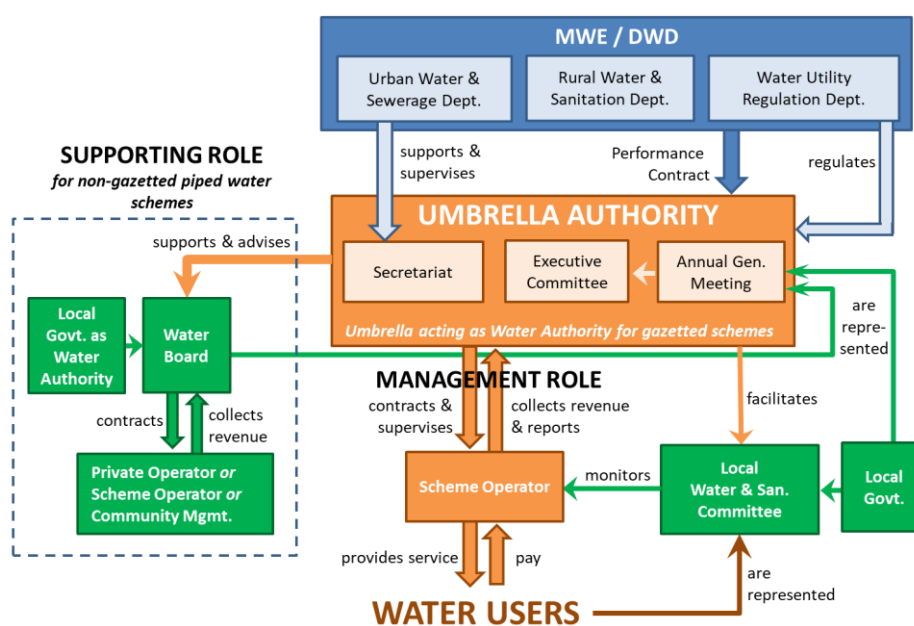 MWE / DWD
Urban Water &
Sewerage Dept.
Rural Water &
Sanitation Dept.
Water Utility
Regulation Dept.
SUPPORTING ROLE
for non-gazetted piped water
schemes
supports &
supervises
Performance
Contract
regulates
UMBRELLA AUTHORITY
supports & advises
Secretariat
Executive
Committee
Annual Gen.
Meeting
Umbrella acting as Water Authority for gazetted schemes
are
repre-
sented
Local
Govt. as
Water
Authority
Water
Board
MANAGEMENT ROLE
contracts
collects
revenue
contracts &
supervises
collects revenue
& reports
facilitates
Private Operator or
Scheme Operator or
Community Mgmt.
Scheme Operator
monitors
Local
Water & San.
Committee
Local
Govt.
provides service
pay
are
represented
WATER USERS